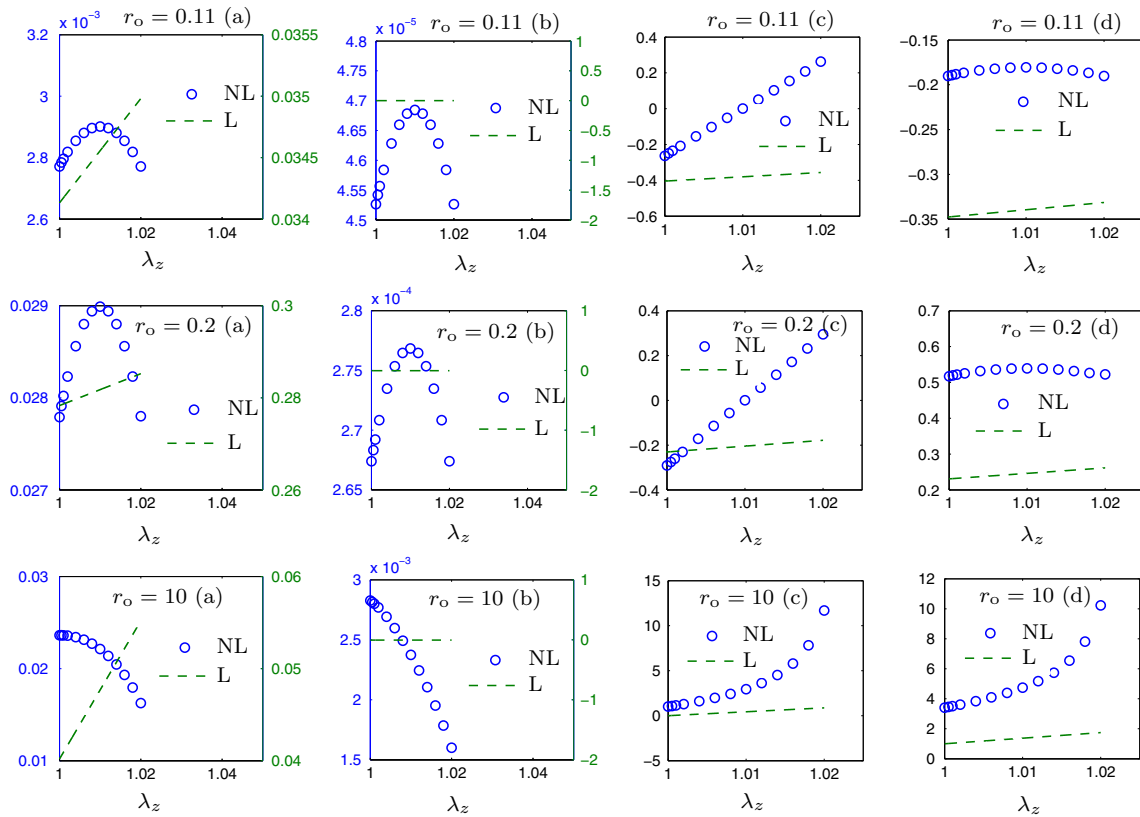 r_o = 0.11 (a)
x 10^-3
3.2
3
2.8
2.6
0.0355
0.035
0.0345
0.034
NL
L
1
1.02
1.04
λ_z
r_o = 0.11 (b)
x 10^-5
4.8
4.75
4.7
4.65
4.6
4.55
4.5
1
0.5
0
−0.5
−1
−1.5
−2
NL
L
1
1.02
1.04
λ_z
r_o = 0.11 (c)
0.4
0.2
0
−0.2
−0.4
−0.6
NL
L
1
1.01
1.02
λ_z
r_o = 0.11 (d)
−0.15
−0.2
−0.25
−0.3
−0.35
NL
L
1
1.01
1.02
λ_z
r_o = 0.2 (a)
0.029
0.028
0.027
0.3
0.28
0.26
NL
L
1
1.02
1.04
λ_z
r_o = 0.2 (b)
x 10^-4
2.8
2.75
2.7
2.65
1
0
−1
−2
NL
L
1
1.02
1.04
λ_z
r_o = 0.2 (c)
0.4
0.2
0
−0.2
−0.4
NL
L
1
1.01
1.02
λ_z
r_o = 0.2 (d)
0.7
0.6
0.5
0.4
0.3
0.2
NL
L
1
1.01
1.02
λ_z
r_o = 10 (a)
0.03
0.02
0.01
0.06
0.05
0.04
NL
L
1
1.02
1.04
λ_z
r_o = 10 (b)
x 10^-3
3
2.5
2
1.5
1
0
−1
−2
NL
L
1
1.02
1.04
λ_z
r_o = 10 (c)
15
10
5
0
−5
NL
L
1
1.01
1.02
λ_z
r_o = 10 (d)
12
10
8
6
4
2
0
NL
L
1
1.01
1.02
λ_z